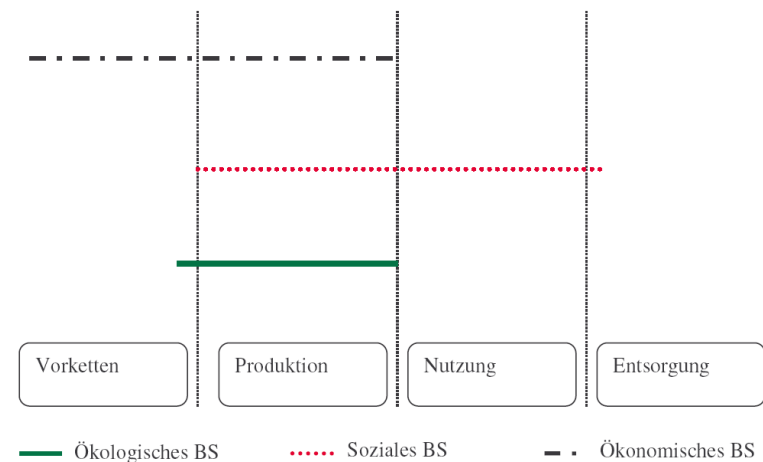 Vorketten
Produktion
Nutzung
Entsorgung
Ökologisches BS
Soziales BS
Ökonomisches BS